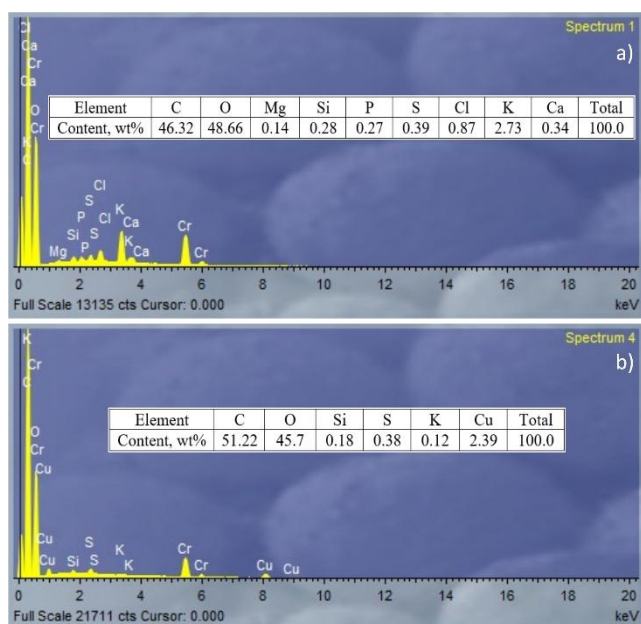 Spectrum 1
a)
Cl
Ca
Cr
Ca
O
Cr
K
C
Element C O Mg Si P S Cl K Ca Total
Content, wt% 46.32 48.66 0.14 0.28 0.27 0.39 0.87 2.73 0.34 100.0
Cl
S
P
Si
Cl
S
P
Mg
K
Ca
K
Ca
Cr
Cr
0 2 4 6 8 10 12 14 16 18 20
Full Scale 13135 cts Cursor: 0.000 keV
Spectrum 4
b)
K
Cr
C
O
Cr
Cu
Element C O Si S K Cu Total
Content, wt% 51.22 45.7 0.18 0.38 0.12 2.39 100.0
Cu
Cu
Si
S
S
K
K
Cr
Cr
Cu
Cu
0 2 4 6 8 10 12 14 16 18 20
Full Scale 21711 cts Cursor: 0.000 keV